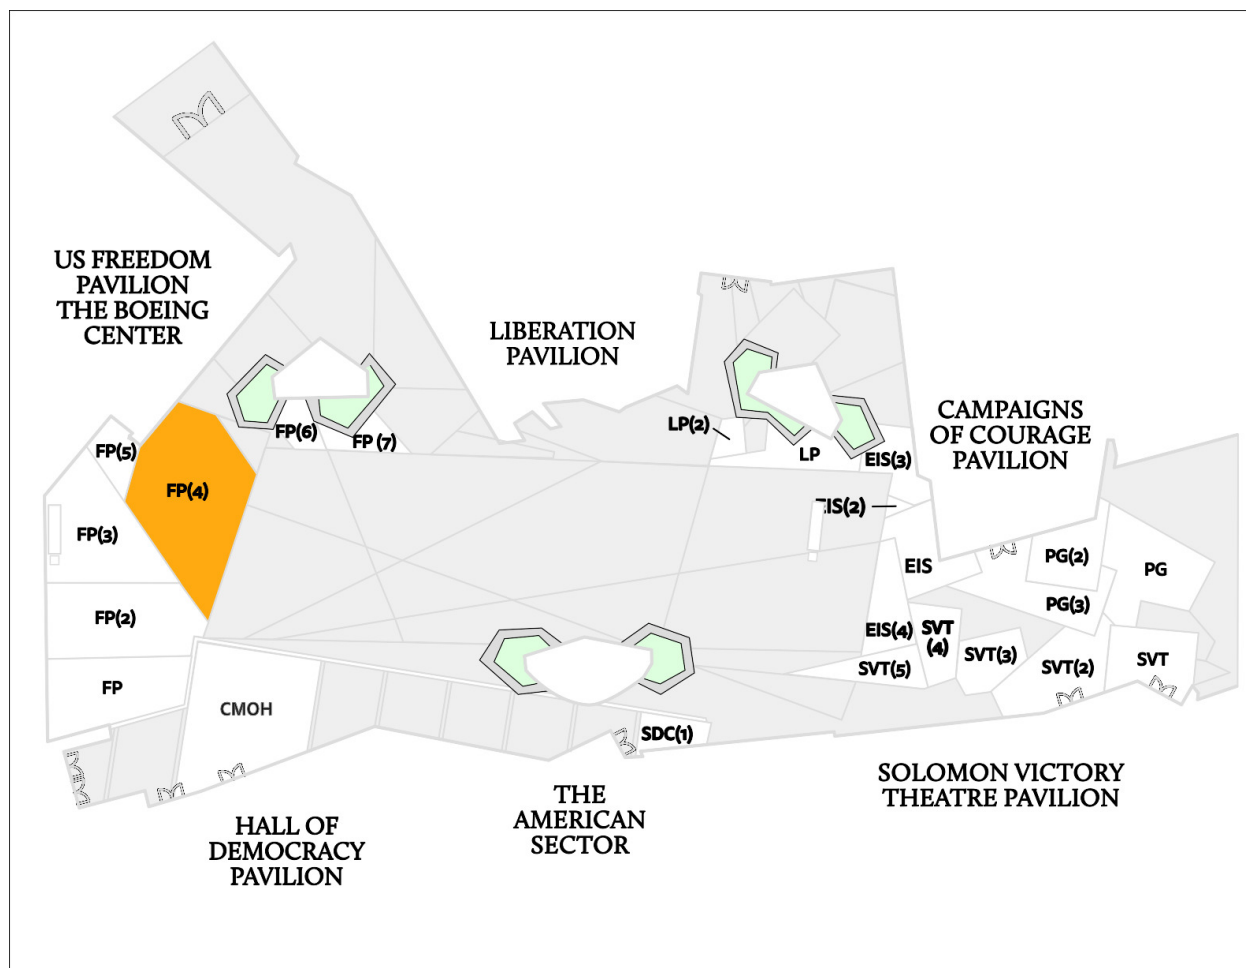 US FREEDOM
PAVILION
THE BOEING
CENTER
LIBERATION
PAVILION
CAMPAIGNS
OF COURAGE
PAVILION
FP(6)
FP (7)
LP(2)
LP
EIS(3)
FP(5)
FP(4)
EIS(2)
FP(3)
EIS
PG(2)
PG
PG(3)
FP(2)
EIS(4)
SVT
(4)
SVT(3)
SVT(5)
SVT(2)
SVT
FP
CMOH
SDC(1)
SOLOMON VICTORY
THEATRE PAVILION
THE
AMERICAN
SECTOR
HALL OF
DEMOCRACY
PAVILION